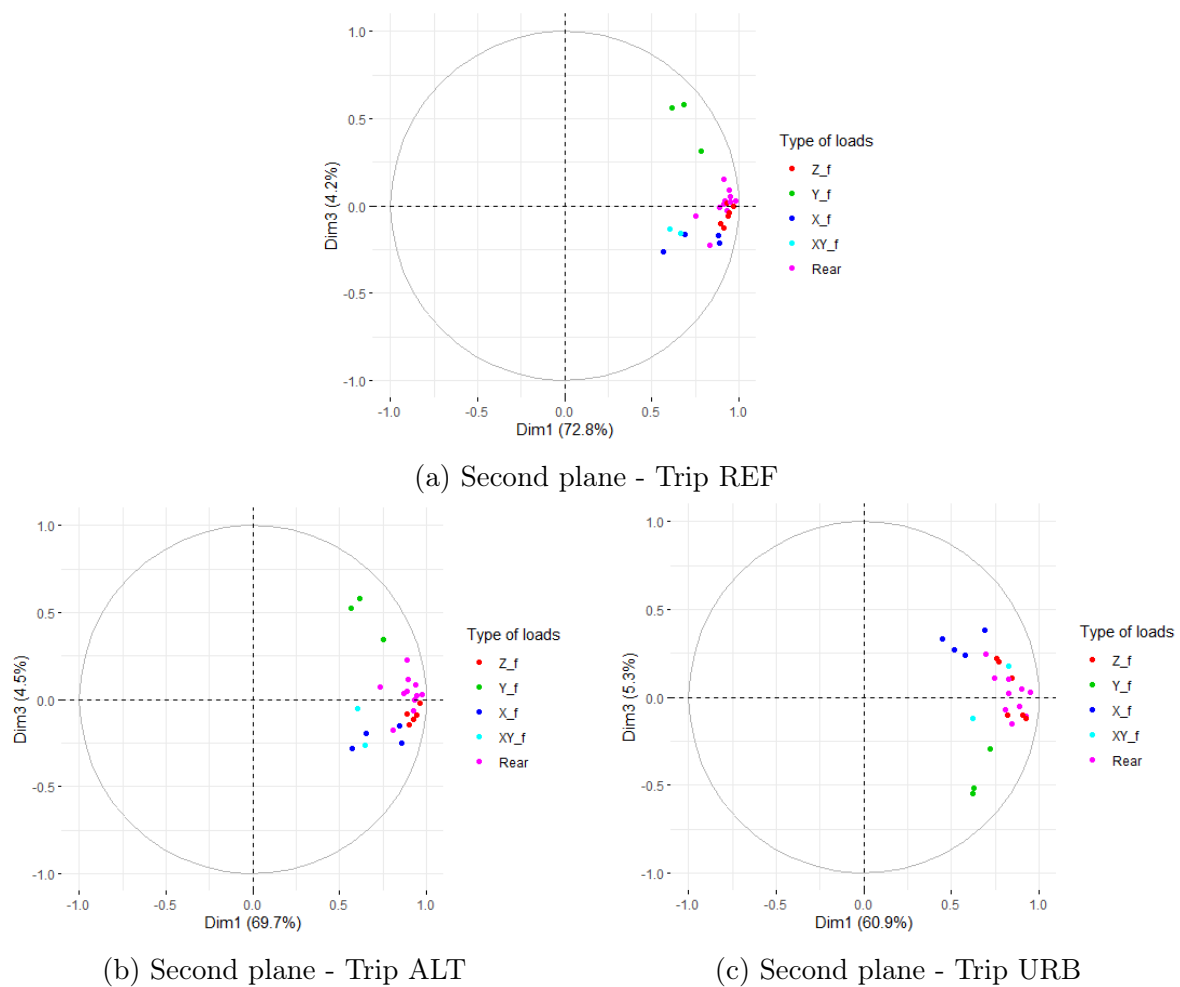 1.0
0.5
0.0
-0.5
-1.0
Dim3 (4.2%)
-1.0 -0.5 0.0 0.5 1.0
Dim1 (72.8%)
Type of loads
Z_f
Y_f
X_f
XY_f
Rear
(a) Second plane - Trip REF
1.0
0.5
0.0
-0.5
-1.0
Dim3 (4.5%)
-1.0 -0.5 0.0 0.5 1.0
Dim1 (69.7%)
Type of loads
Z_f
Y_f
X_f
XY_f
Rear
(b) Second plane - Trip ALT
1.0
0.5
0.0
-0.5
-1.0
Dim3 (5.3%)
-1.0 -0.5 0.0 0.5 1.0
Dim1 (60.9%)
Type of loads
Z_f
Y_f
X_f
XY_f
Rear
(c) Second plane - Trip URB